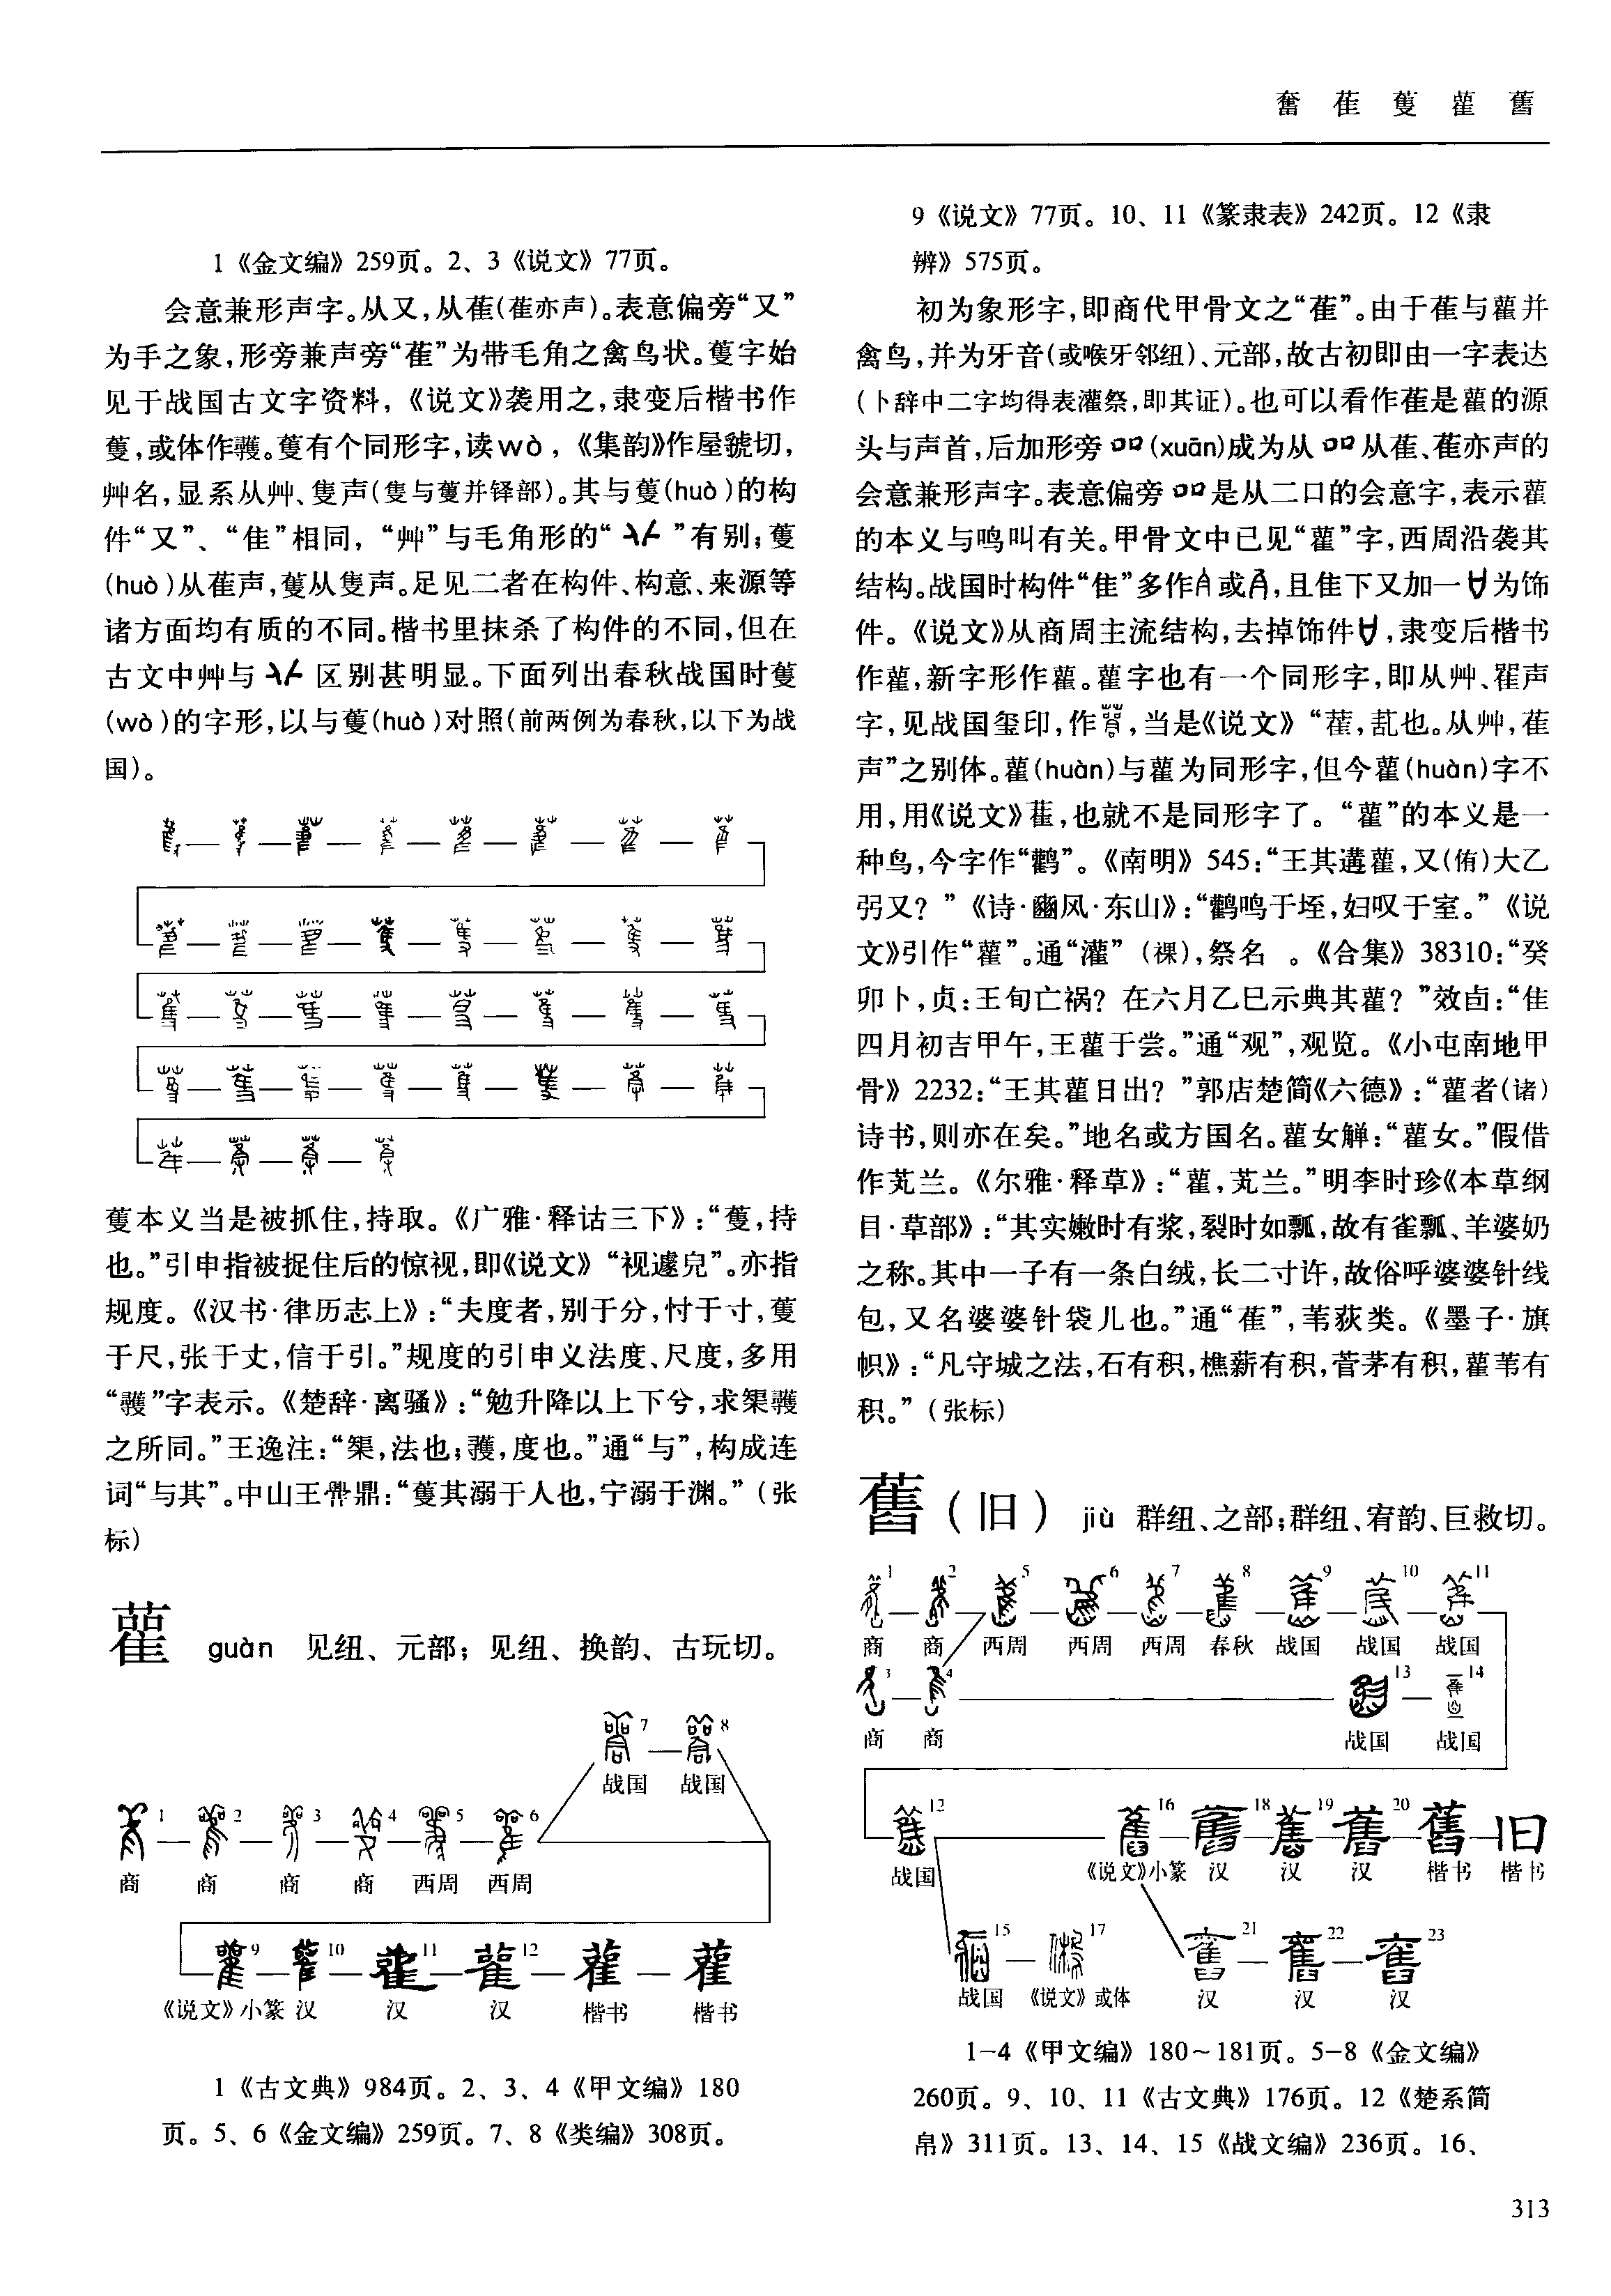 奮 萑 蒦 雚 舊
1《金文编》259页。2、3《说文》77页。
会意兼形声字。从又,从萑(萑亦声)。表意偏旁“又”
为手之象,形旁兼声旁“萑”为带毛角之禽鸟状。蒦字始
见于战国古文字资料,《说文》袭用之,隶变后楷书作
蒦,或体作彠。蒦有个同形字,读wò,《集韵》作屋虢切,
艸名,显系从艸、隻声(隻与蒦并铎部)。其与蒦(huò)的构
件“又”、“隹”相同,“艸”与毛角形的“ ”有别;蒦
(huò)从萑声,蒦从隻声。足见二者在构件、构意、来源等
诸方面均有质的不同。楷书里抹杀了构件的不同,但在
古文中艸与 区别甚明显。下面列出春秋战国时蒦
(wò)的字形,以与蒦(huò)对照(前两例为春秋,以下为战
国)。
蒦本义当是被抓住,持取。《广雅·释诂三下》:“蒦,持
也。”引申指被捉住后的惊视,即《说文》“视遽皃”。亦指
规度。《汉书·律历志上》:“夫度者,别于分,忖于寸,蒦
于尺,张于丈,信于引。”规度的引申义法度、尺度,多用
“彠”字表示。《楚辞·离骚》:“勉升降以上下兮,求榘彠
之所同。”王逸注:“榘,法也;彠,度也。”通“与”,构成连
词“与其”。中山王鼎:“蒦其溺于人也,宁溺于渊。”(张
标)
雚 guàn 见纽、元部;见纽、换韵、古玩切。
7 8
战国 战国
1 2 3 4 5 6
商 商 商 商 西周 西周
9 10 11 12 雚 雚
《说文》小篆 汉 汉 汉 楷书 楷书
1《古文典》984页。2、3、4《甲文编》180
页。5、6《金文编》259页。7、8《类编》308页。
9《说文》77页。10、11《篆隶表》242页。12《隶
辨》575页。
初为象形字,即商代甲骨文之“萑”。由于萑与雚并
禽鸟,并为牙音(或喉牙邻纽)、元部,故古初即由一字表达
(卜辞中二字均得表灌祭,即其证)。也可以看作萑是雚的源
头与声首,后加形旁吅(xuān)成为从吅从萑、萑亦声的
会意兼形声字。表意偏旁吅是从二口的会意字,表示雚
的本义与鸣叫有关。甲骨文中已见“雚”字,西周沿袭其
结构。战国时构件“隹”多作 或 ,且隹下又加一 为饰
件。《说文》从商周主流结构,去掉饰件 ,隶变后楷书
作雚,新字形作雚。雚字也有一个同形字,即从艸、瞿声
字,见战国玺印,作 ,当是《说文》“萑,薍也。从艸,萑
声”之别体。雚(huàn)与雚为同形字,但今雚(huàn)字不
用,用《说文》萑,也就不是同形字了。“雚”的本义是一
种鸟,今字作“鹳”。《南明》545:“王其遘雚,又(侑)大乙
弜又?”《诗·豳风·东山》:“鹳鸣于垤,妇叹于室。”《说
文》引作“雚”。通“灌”(祼),祭名 。《合集》38310:“癸
卯卜,贞:王旬亡祸?在六月乙巳示典其雚?”效卣:“隹
四月初吉甲午,王雚于尝。”通“观”,观览。《小屯南地甲
骨》2232:“王其雚日出?”郭店楚简《六德》:“雚者(诸)
诗书,则亦在矣。”地名或方国名。雚女觯:“雚女。”假借
作芄兰。《尔雅·释草》:“雚,芄兰。”明李时珍《本草纲
目·草部》:“其实嫩时有浆,裂时如瓢,故有雀瓢、羊婆奶
之称。其中一子有一条白绒,长二寸许,故俗呼婆婆针线
包,又名婆婆针袋儿也。”通“萑”,苇荻类。《墨子·旗
帜》:“凡守城之法,石有积,樵薪有积,菅茅有积,雚苇有
积。”(张标)
舊(旧) jiù 群纽、之部;群纽、宥韵、巨救切。
1 2 5 6 7 8 9 10 11
商 商 西周 西周 西周 春秋 战国 战国 战国
3 4 13 14
商 商 战国 战国
12 16 18 19 20 舊 旧
战国 《说文》小篆 汉 汉 汉 楷书 楷书
15 17 21 22 23
战国 《说文》或体 汉 汉 汉
1-4《甲文编》180~181页。5-8《金文编》
260页。9、10、11《古文典》176页。12《楚系简
帛》311页。13、14、15《战文编》236页。16、
313